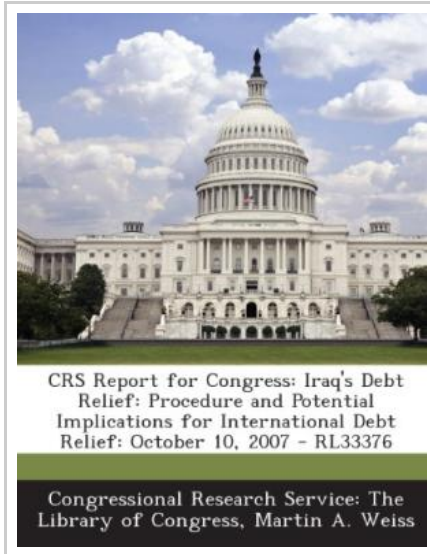 CRS Report for Congress: Iraq's Debt
Relief: Procedure and Potential
Implications for International Debt
Relief: October 10, 2007 - RL33376
Congressional Research Service: The
Library of Congress, Martin A. Weiss